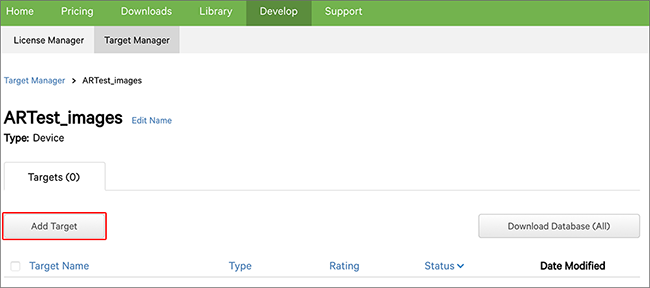 Home Pricing Downloads Library Develop Support
License Manager Target Manager
Target Manager > ARTest_images
ARTest_images Edit Name
Type: Device
Targets (0)
Add Target Download Database (All)
Target Name Type Rating Status Date Modified